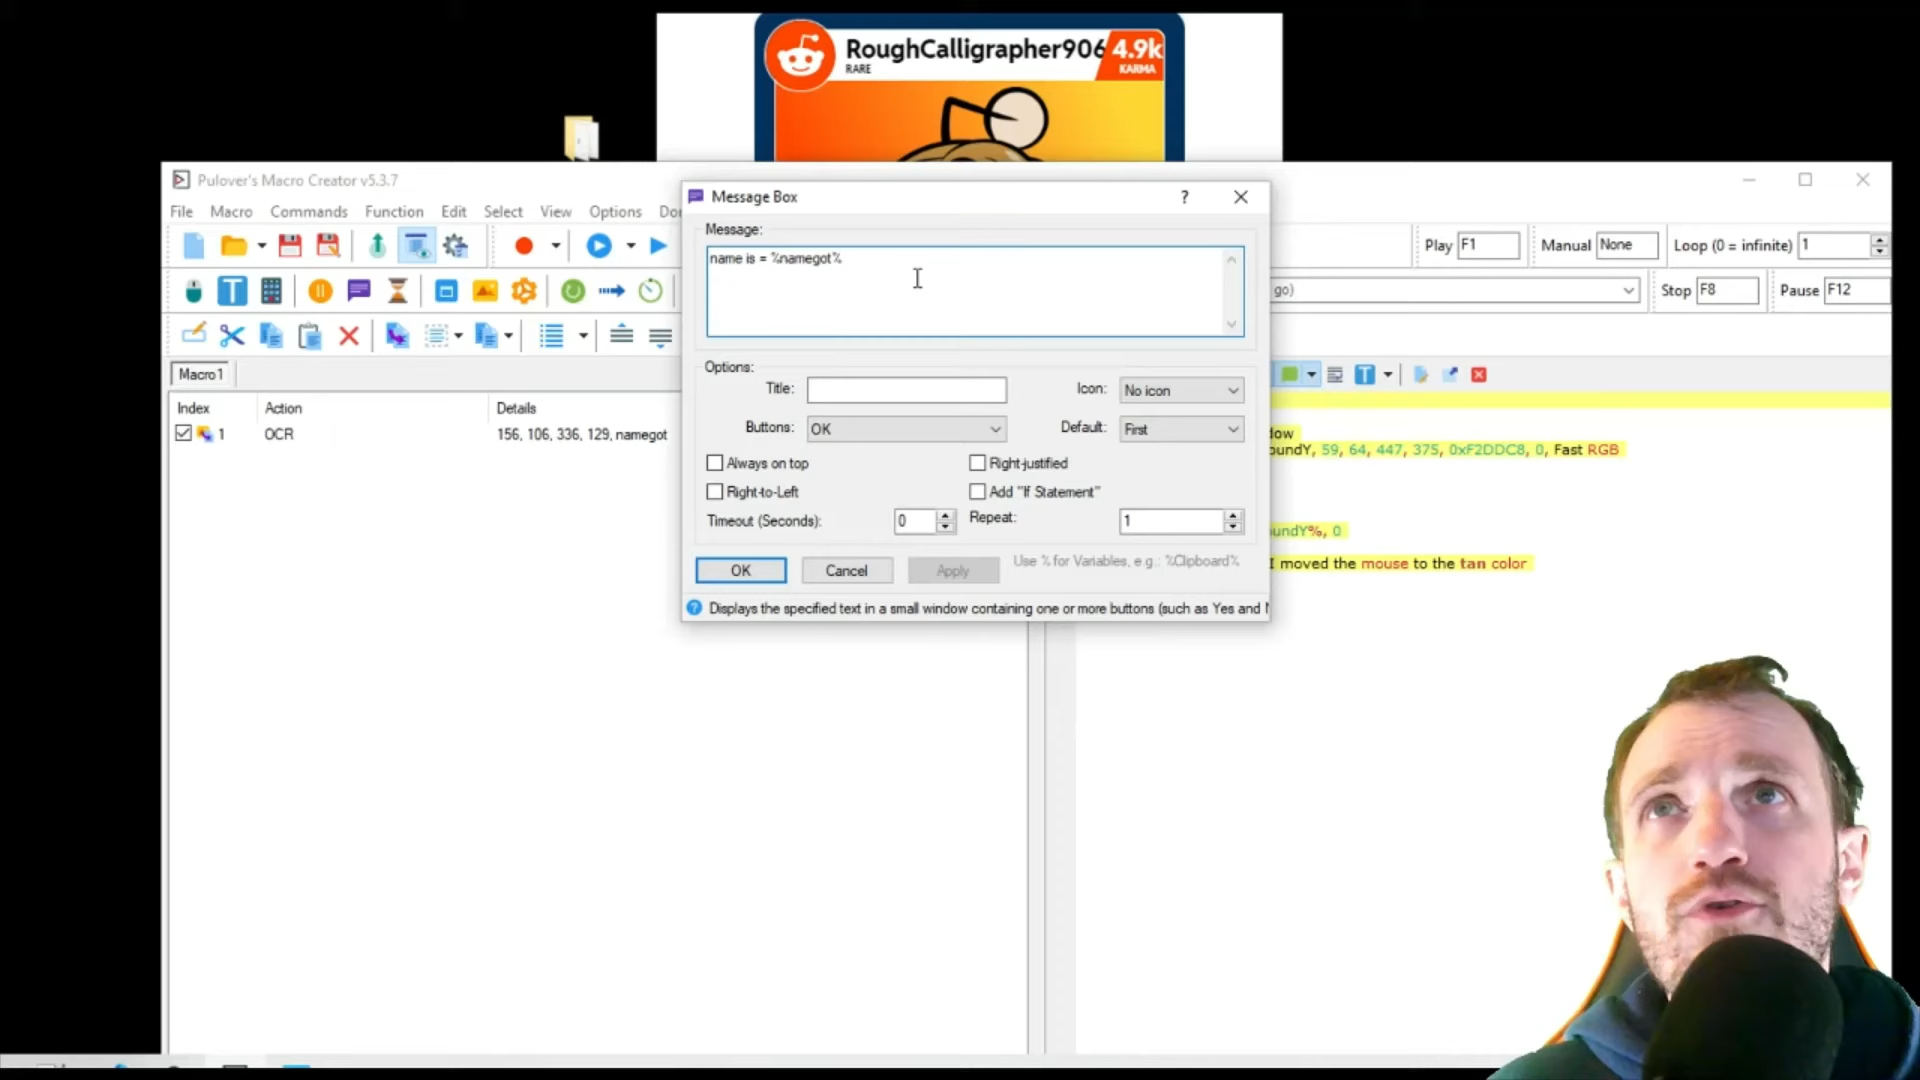 RoughCalligrapher906
RARE
4.9k
KARMA
Pulover's Macro Creator v5.3.7
File Macro Commands Function Edit Select View Options
Play F1 Manual None Loop (0 = infinite) 1
go) Stop F8 Pause F12
Macro1
Index Action Details
1 OCR 156, 106, 336, 129, namegot
Message Box ?
Message:
name is = %namegot%
Options:
Title: Icon: No icon
Buttons: OK Default: First
Always on top Right-justified
Right-to-Left Add "If Statement"
Timeout (Seconds): 0 Repeat: 1
OK Cancel Apply Use % for Variables, e.g.: %Clipboard%
Displays the specified text in a small window containing one or more buttons (such as Yes and
59, 64, 447, 375, 0xF2DDC8, 0, Fast RGB
undY%, 0
I moved the mouse to the tan color